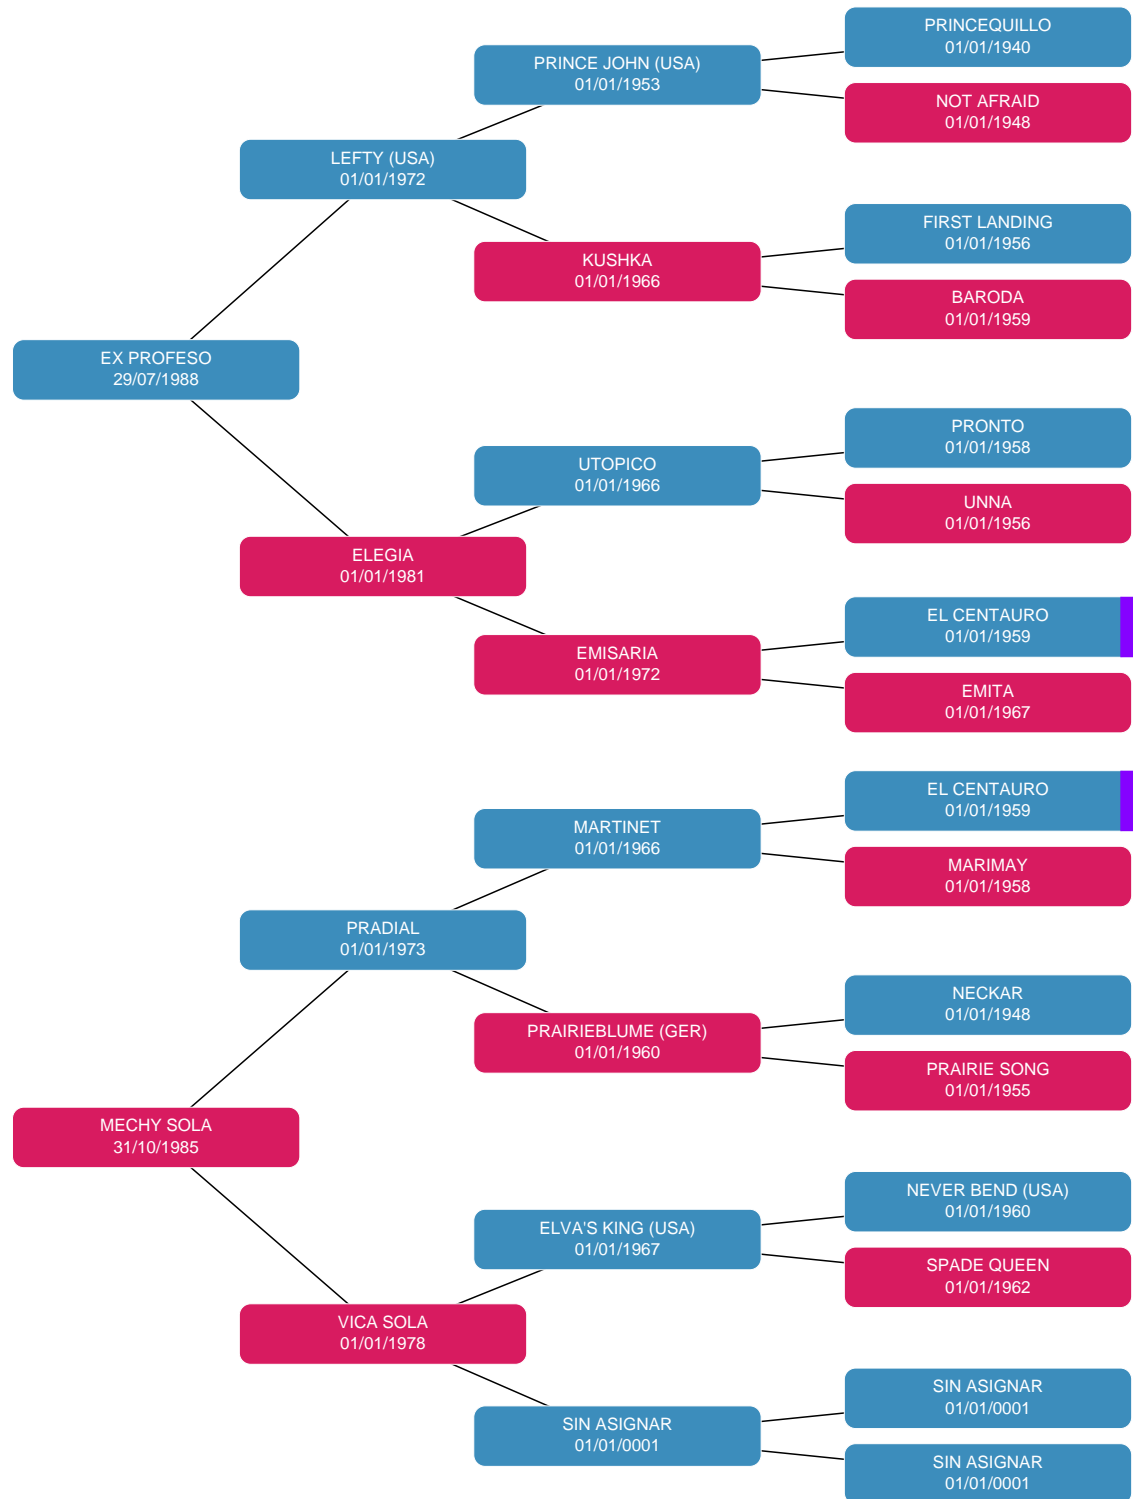 PRINCEQUILLO
01/01/1940
PRINCE JOHN (USA)
01/01/1953
NOT AFRAID
01/01/1948
LEFTY (USA)
01/01/1972
FIRST LANDING
01/01/1956
KUSHKA
01/01/1966
BARODA
01/01/1959
EX PROFESO
29/07/1988
PRONTO
01/01/1958
UTOPICO
01/01/1966
UNNA
01/01/1956
ELEGIA
01/01/1981
EL CENTAURO
01/01/1959
EMISARIA
01/01/1972
EMITA
01/01/1967
EL CENTAURO
01/01/1959
MARTINET
01/01/1966
MARIMAY
01/01/1958
PRADIAL
01/01/1973
NECKAR
01/01/1948
PRAIRIEBLUME (GER)
01/01/1960
PRAIRIE SONG
01/01/1955
MECHY SOLA
31/10/1985
NEVER BEND (USA)
01/01/1960
ELVA'S KING (USA)
01/01/1967
SPADE QUEEN
01/01/1962
VICA SOLA
01/01/1978
SIN ASIGNAR
01/01/0001
SIN ASIGNAR
01/01/0001
SIN ASIGNAR
01/01/0001